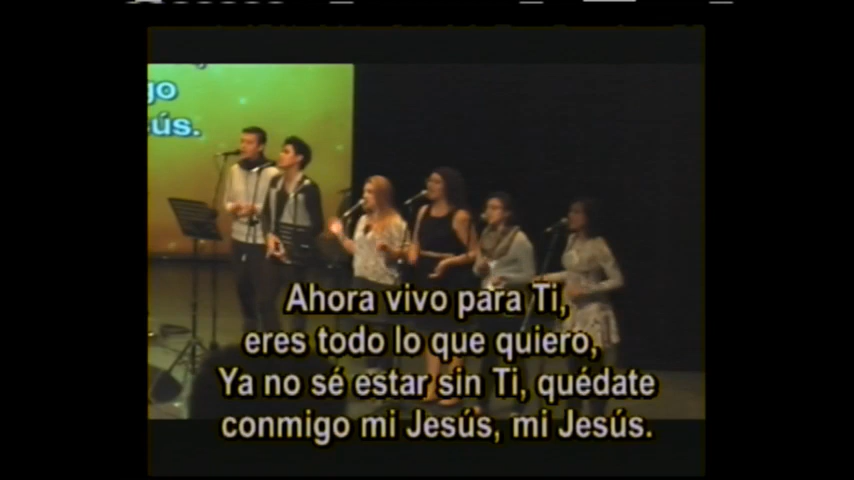 go
ús.
Ahora vivo para Ti,
eres todo lo que quiero,
Ya no sé estar sin Ti, quédate
conmigo mi Jesús, mi Jesús.